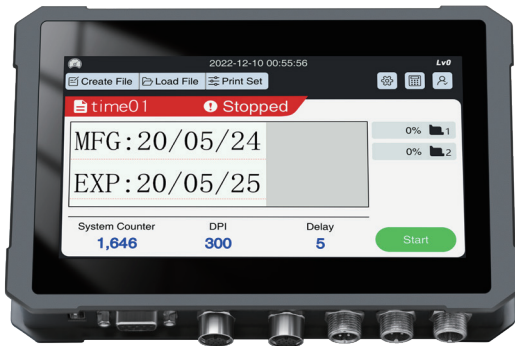 2022-12-10 00:55:56 Lv0
Create File Load File Print Set
time01 Stopped
0% 1
0% 2
MFG:20/05/24
EXP:20/05/25
System Counter DPI Delay
1,646 300 5
Start